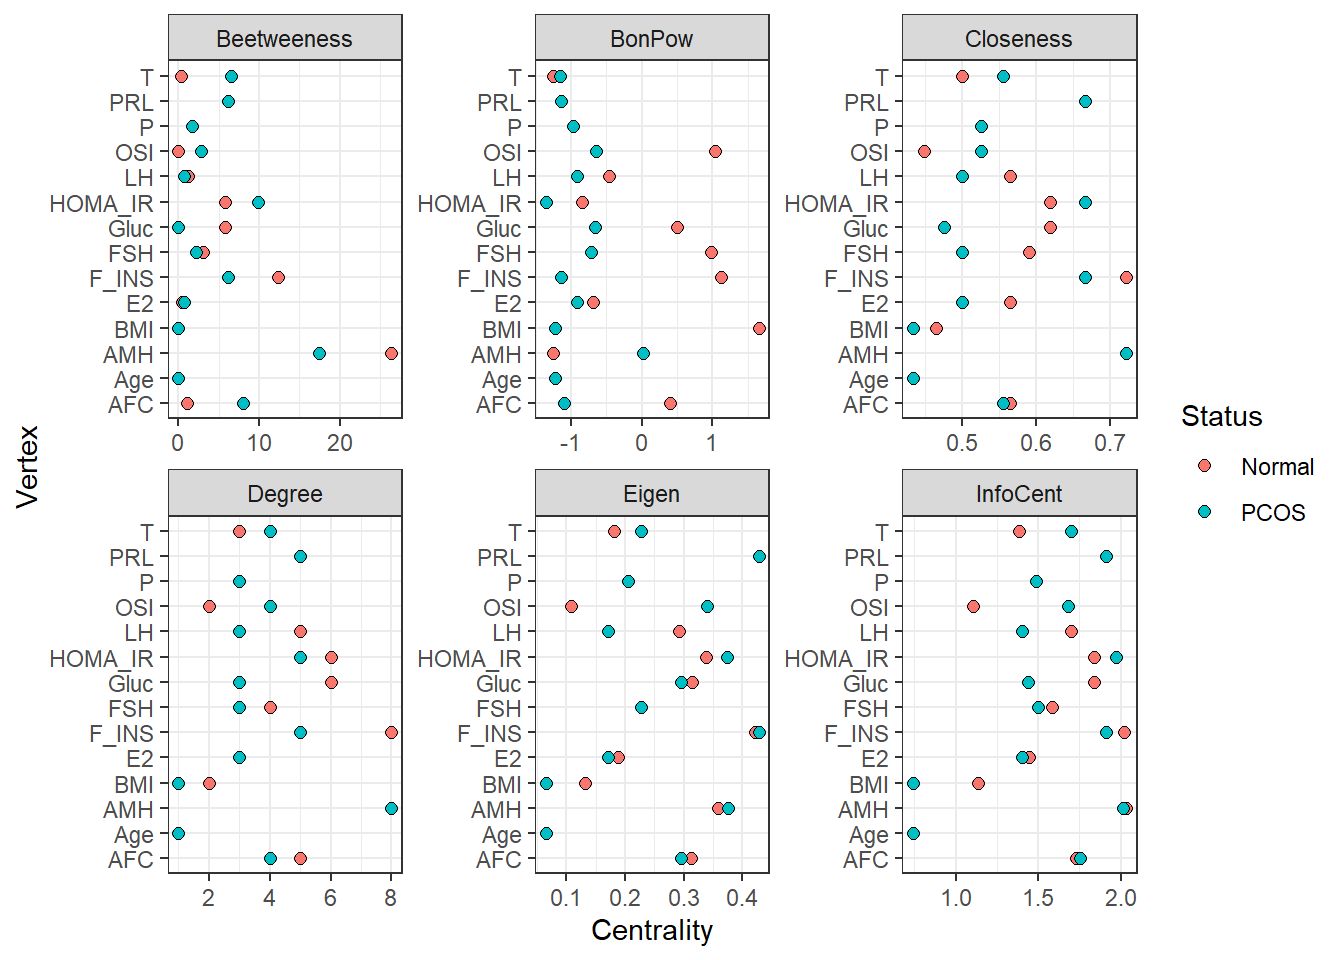 Beetweeness
BonPow
Closeness
T
PRL
P
OSI
LH
HOMA_IR
Gluc
FSH
F_INS
E2
BMI
AMH
Age
AFC
T
PRL
P
OSI
LH
HOMA_IR
Gluc
FSH
F_INS
E2
BMI
AMH
Age
AFC
T
PRL
P
OSI
LH
HOMA_IR
Gluc
FSH
F_INS
E2
BMI
AMH
Age
AFC
0 10 20
-1 0 1
0.5 0.6 0.7
Degree
Eigen
InfoCent
T
PRL
P
OSI
LH
HOMA_IR
Gluc
FSH
F_INS
E2
BMI
AMH
Age
AFC
T
PRL
P
OSI
LH
HOMA_IR
Gluc
FSH
F_INS
E2
BMI
AMH
Age
AFC
T
PRL
P
OSI
LH
HOMA_IR
Gluc
FSH
F_INS
E2
BMI
AMH
Age
AFC
2 4 6 8
0.1 0.2 0.3 0.4
1.0 1.5 2.0
Vertex
Centrality
Status
Normal
PCOS